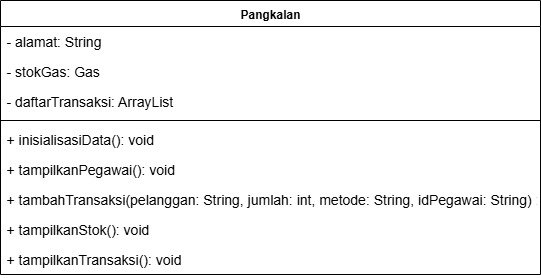 Pangkalan
- alamat: String
- stokGas: Gas
- daftarTransaksi: ArrayList
+ inisialisasiData(): void
+ tampilkanPegawai(): void
+ tambahTransaksi(pelanggan: String, jumlah: int, metode: String, idPegawai: String)
+ tampilkanStok(): void
+ tampilkanTransaksi(): void